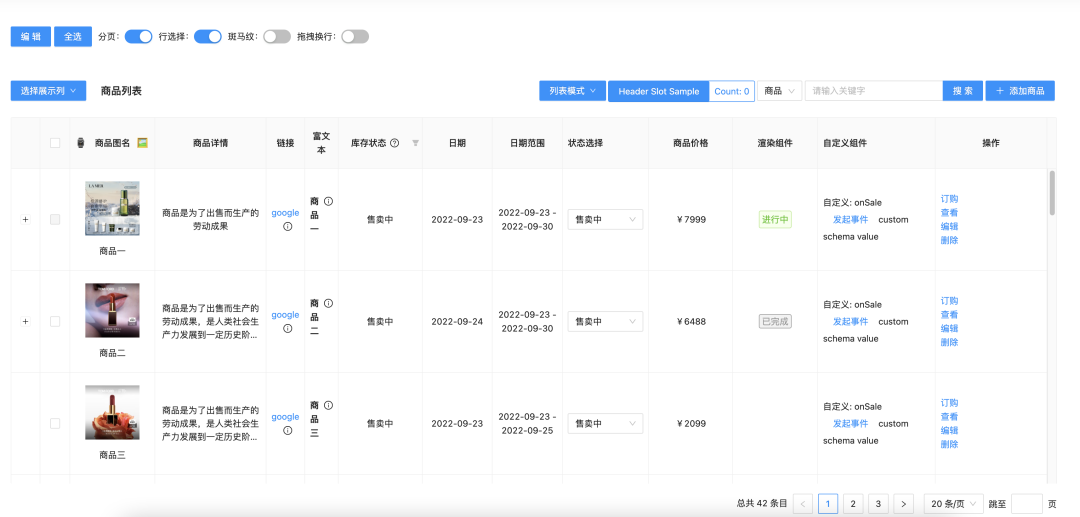 编 辑 全选 分页: 行选择: 斑马纹: 拖拽换行:
选择展示列 商品列表 列表模式 Header Slot Sample Count: 0 商品 请输入关键字 搜 索 + 添加商品
商品图名 商品详情 链接 富文本 库存状态 日期 日期范围 状态选择 商品价格 渲染组件 自定义组件 操作
LAMER
商品一
商品是为了出售而生产的
劳动成果
google
商
品
一
售卖中
2022-09-23
2022-09-23 -
2022-09-30
售卖中
¥ 7999
进行中
自定义: onSale
发起事件 custom
schema value
订购
查看
编辑
删除
商品二
商品是为了出售而生产的
劳动成果，是人类社会生
产力发展到一定历史阶...
google
商
品
二
售卖中
2022-09-24
2022-09-23 -
2022-09-30
售卖中
¥ 6488
已完成
自定义: onSale
发起事件 custom
schema value
订购
查看
编辑
删除
商品三
商品是为了出售而生产的
劳动成果，是人类社会生
产力发展到一定历史阶...
google
商
品
三
售卖中
2022-09-23
2022-09-23 -
2022-09-25
售卖中
¥ 2099
自定义: onSale
发起事件 custom
schema value
订购
查看
编辑
删除
总共 42 条目 < 1 2 3 > 20 条/页 跳至 页